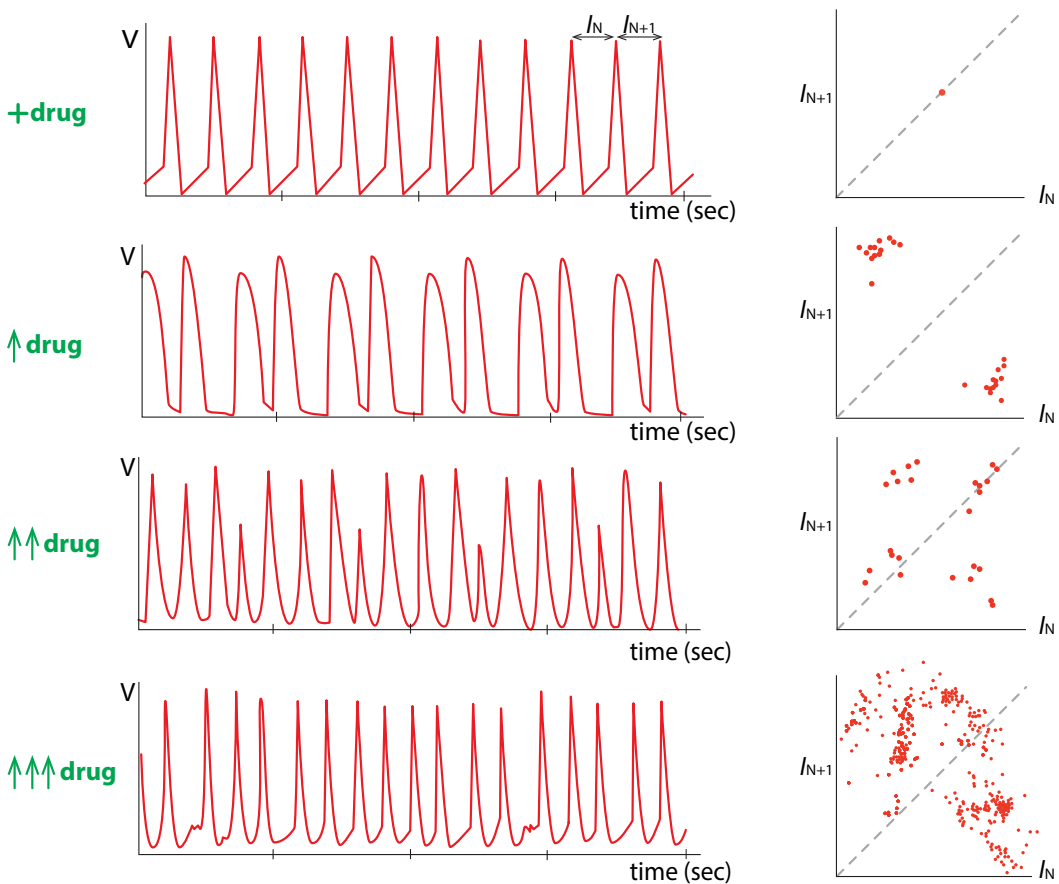 V
I_N I_N+1
+drug
time (sec)
I_N+1
I_N
V
↑drug
time (sec)
I_N+1
I_N
V
↑↑drug
time (sec)
I_N+1
I_N
V
↑↑↑drug
time (sec)
I_N+1
I_N